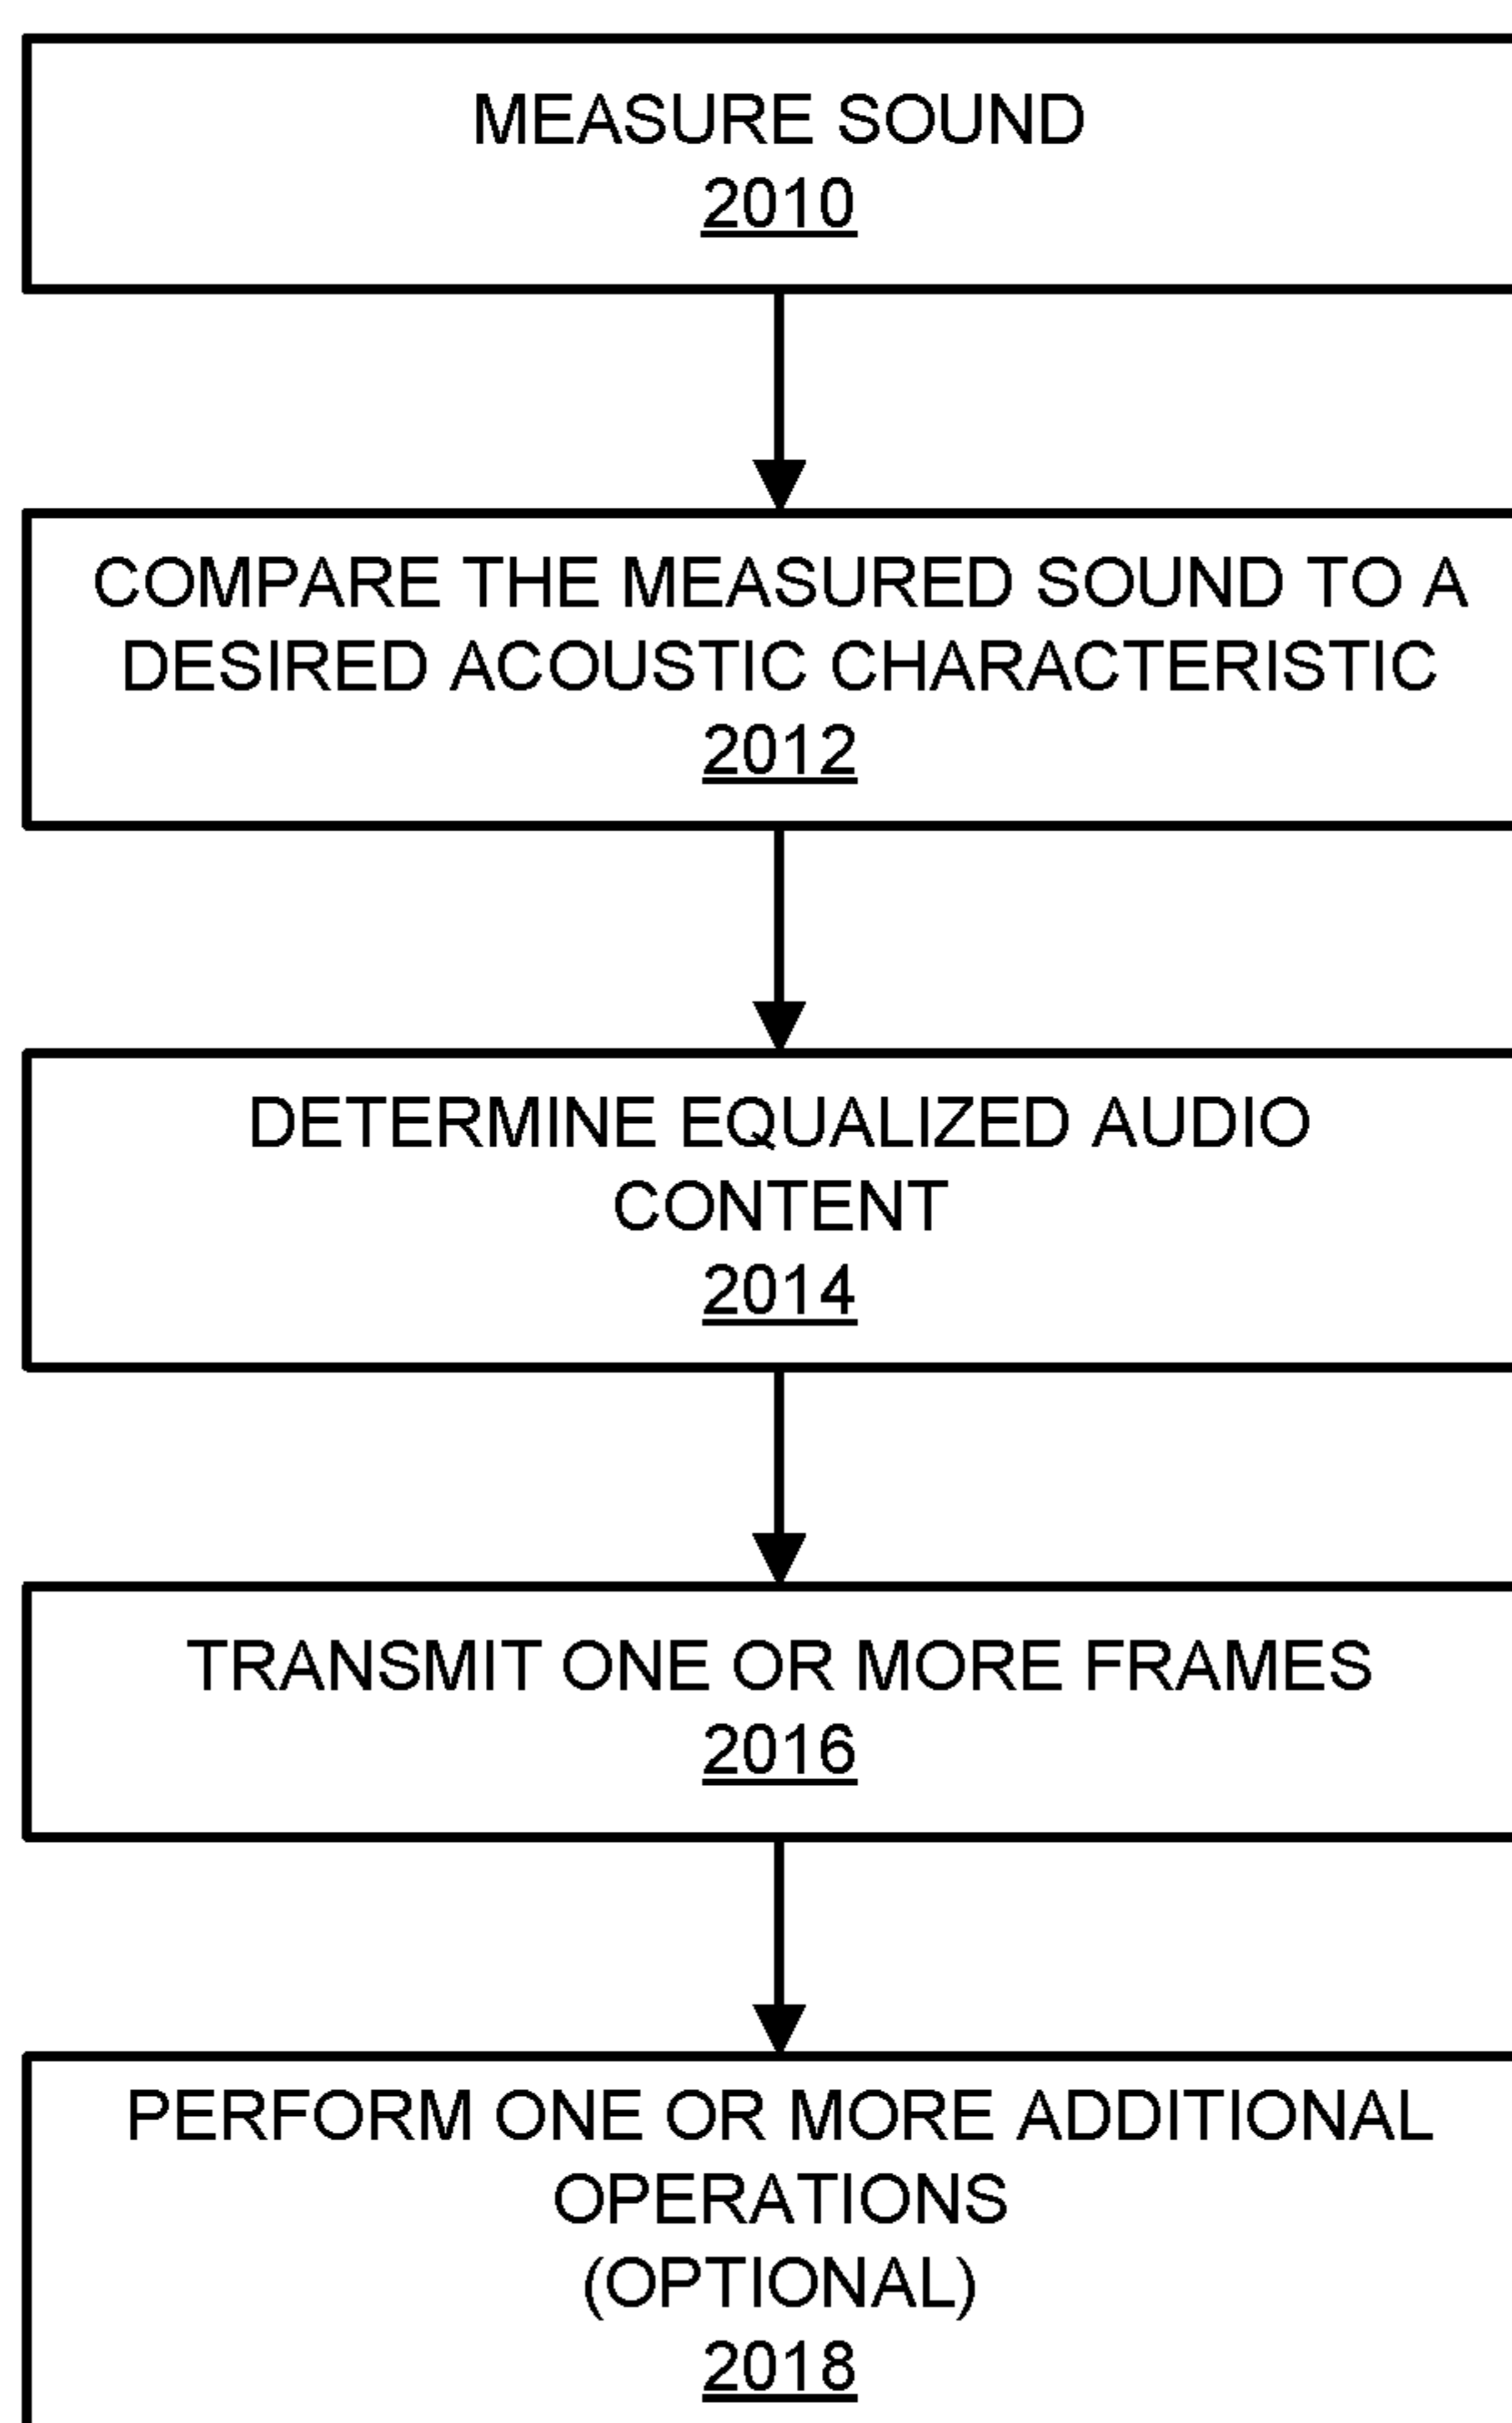 MEASURE SOUND
2010
COMPARE THE MEASURED SOUND TO A
DESIRED ACOUSTIC CHARACTERISTIC
2012
DETERMINE EQUALIZED AUDIO
CONTENT
2014
TRANSMIT ONE OR MORE FRAMES
2016
PERFORM ONE OR MORE ADDITIONAL
OPERATIONS
(OPTIONAL)
2018